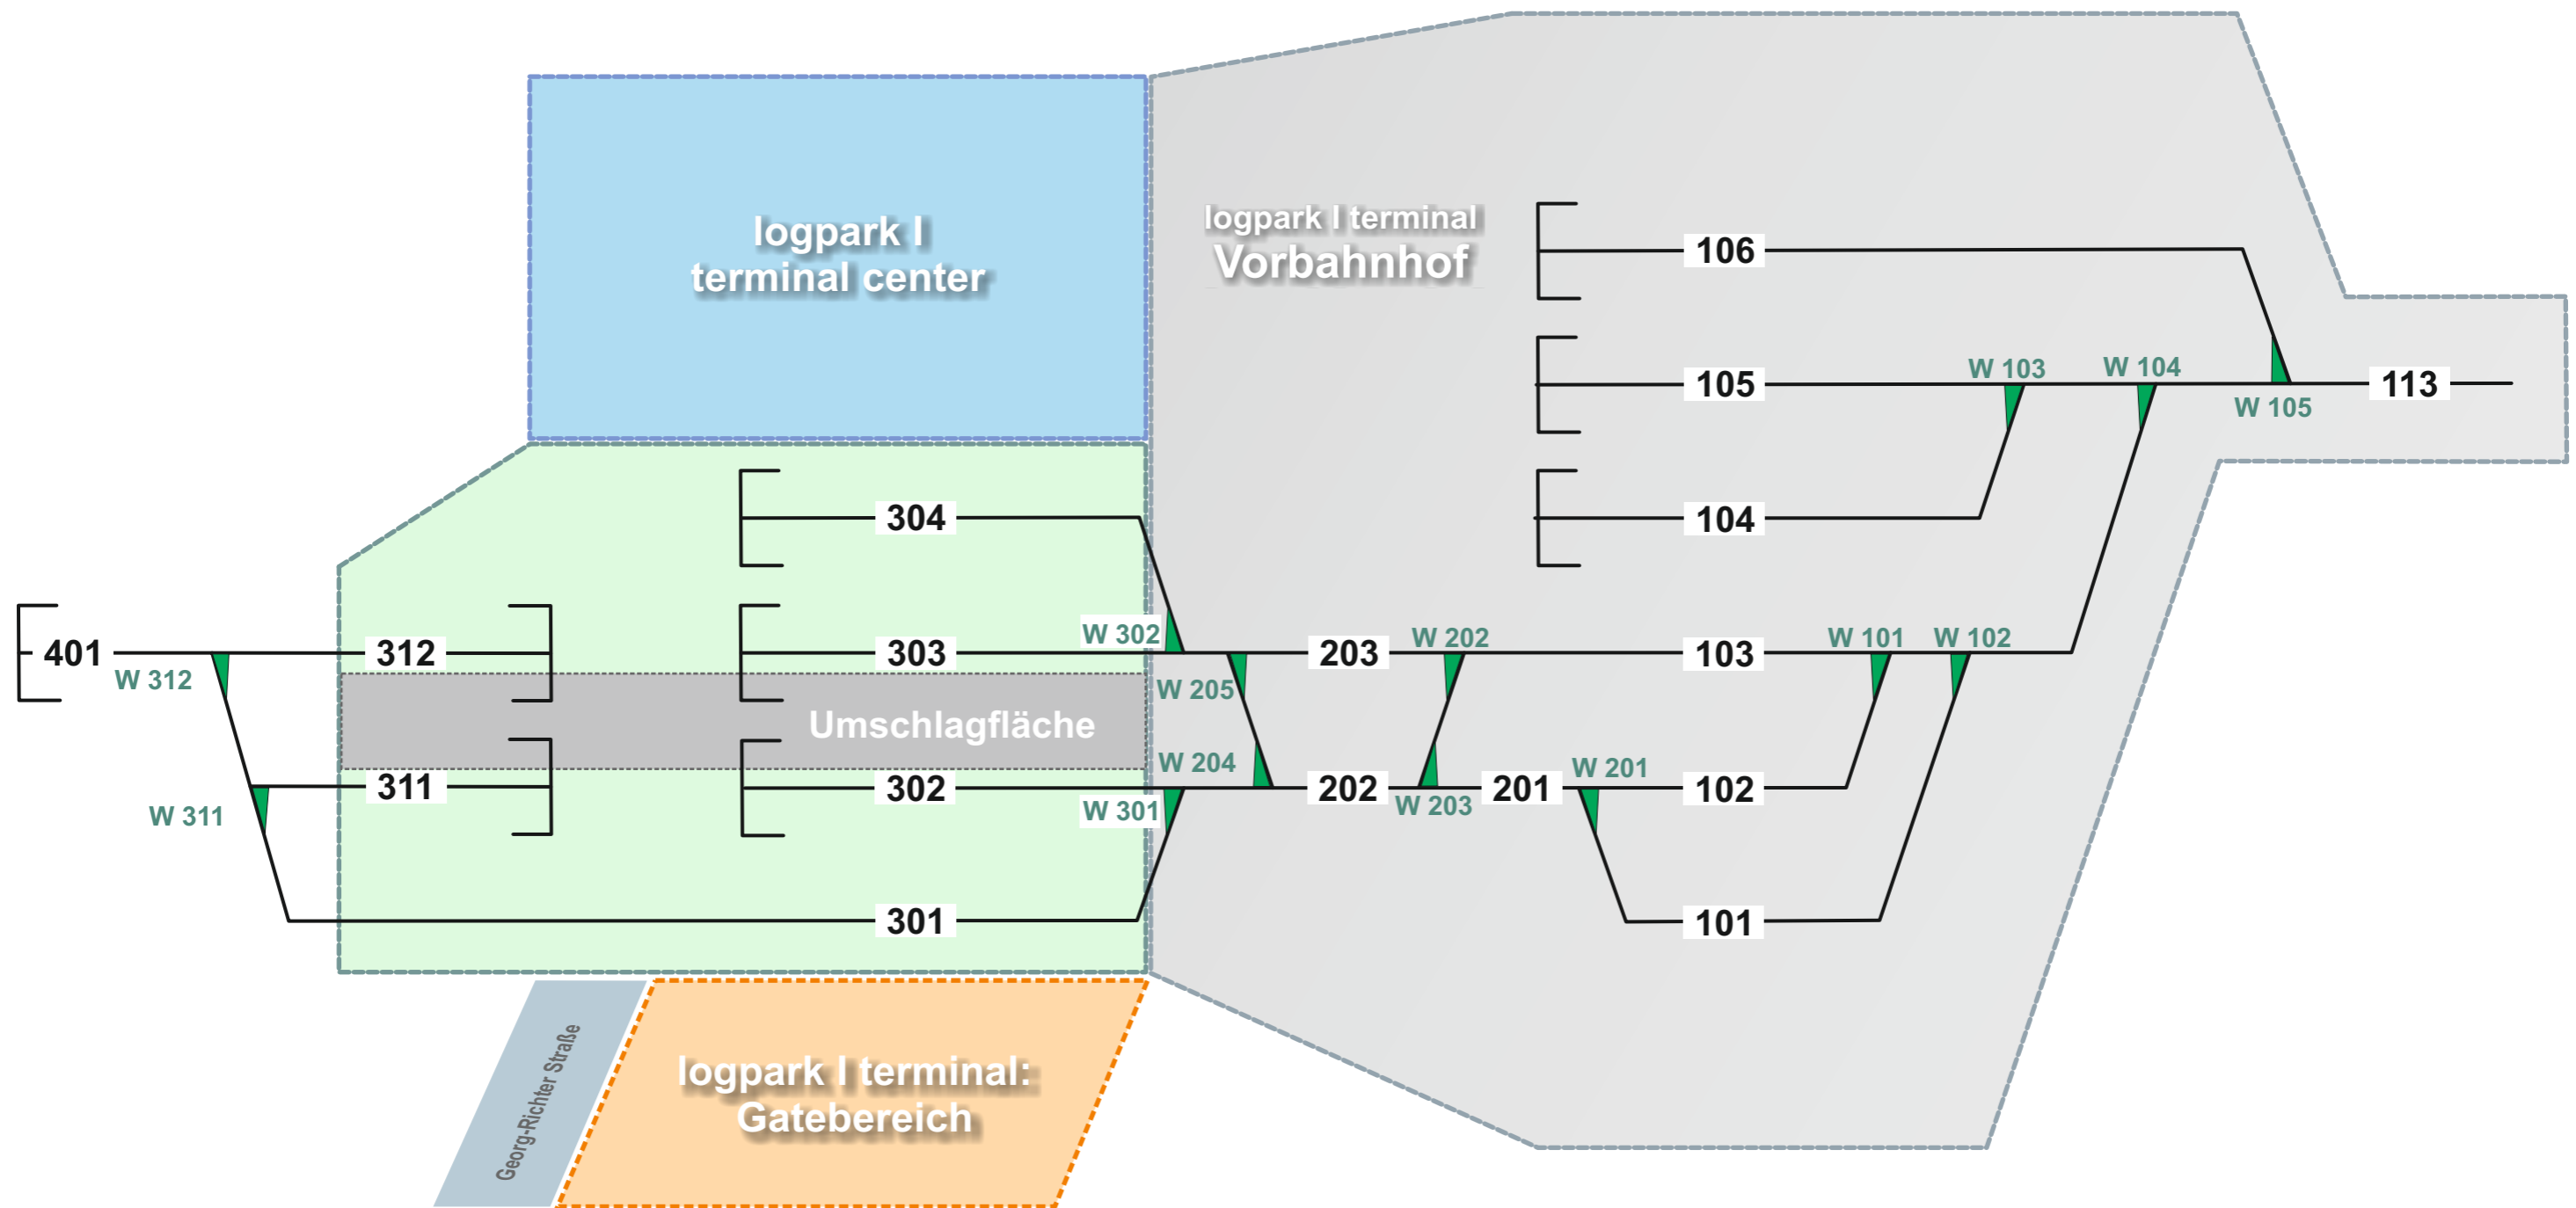 logpark I
terminal center
logpark I terminal
Vorbahnhof
106
105
W 103
W 104
W 105
113
304
104
401
W 312
312
303
W 302
203
W 202
103
W 101
W 102
W 205
Umschlagfläche
W 204
W 311
311
302
W 301
202
W 203
201
W 201
102
301
101
Georg-Richter Straße
logpark I terminal:
Gatebereich